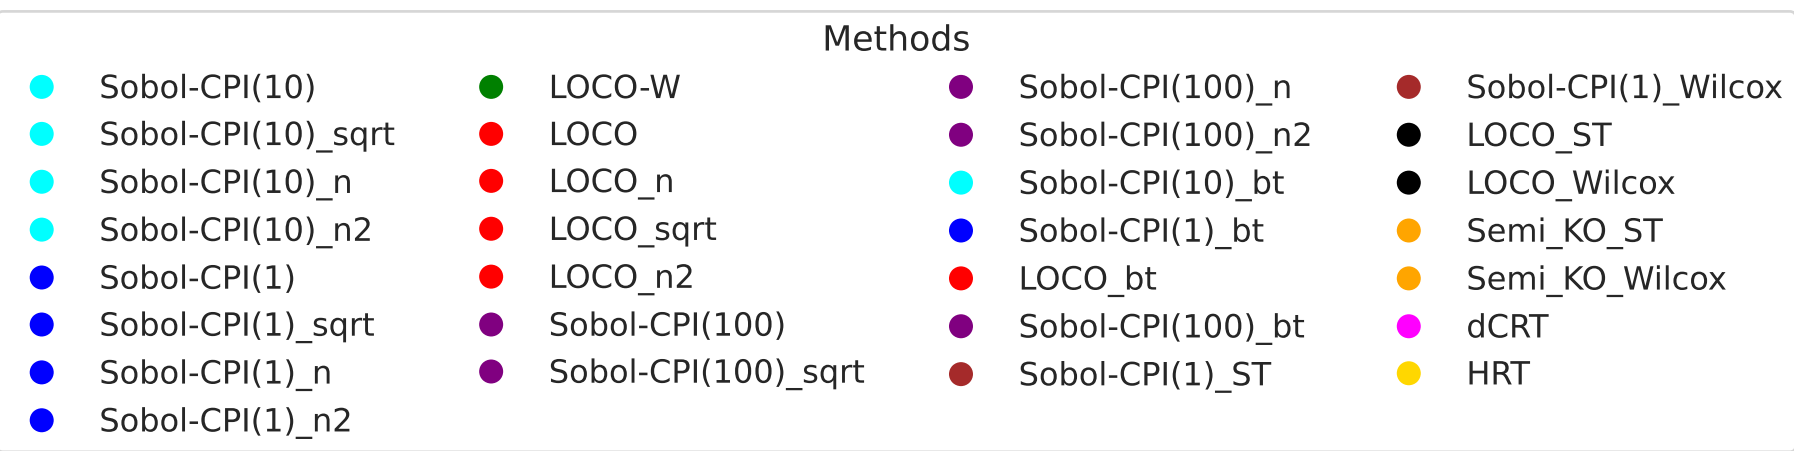 Methods
Sobol-CPI(10)
Sobol-CPI(10)_sqrt
Sobol-CPI(10)_n
Sobol-CPI(10)_n2
Sobol-CPI(1)
Sobol-CPI(1)_sqrt
Sobol-CPI(1)_n
Sobol-CPI(1)_n2
LOCO-W
LOCO
LOCO_n
LOCO_sqrt
LOCO_n2
Sobol-CPI(100)
Sobol-CPI(100)_sqrt
Sobol-CPI(100)_n
Sobol-CPI(100)_n2
Sobol-CPI(10)_bt
Sobol-CPI(1)_bt
LOCO_bt
Sobol-CPI(100)_bt
Sobol-CPI(1)_ST
Sobol-CPI(1)_Wilcox
LOCO_ST
LOCO_Wilcox
Semi_KO_ST
Semi_KO_Wilcox
dCRT
HRT